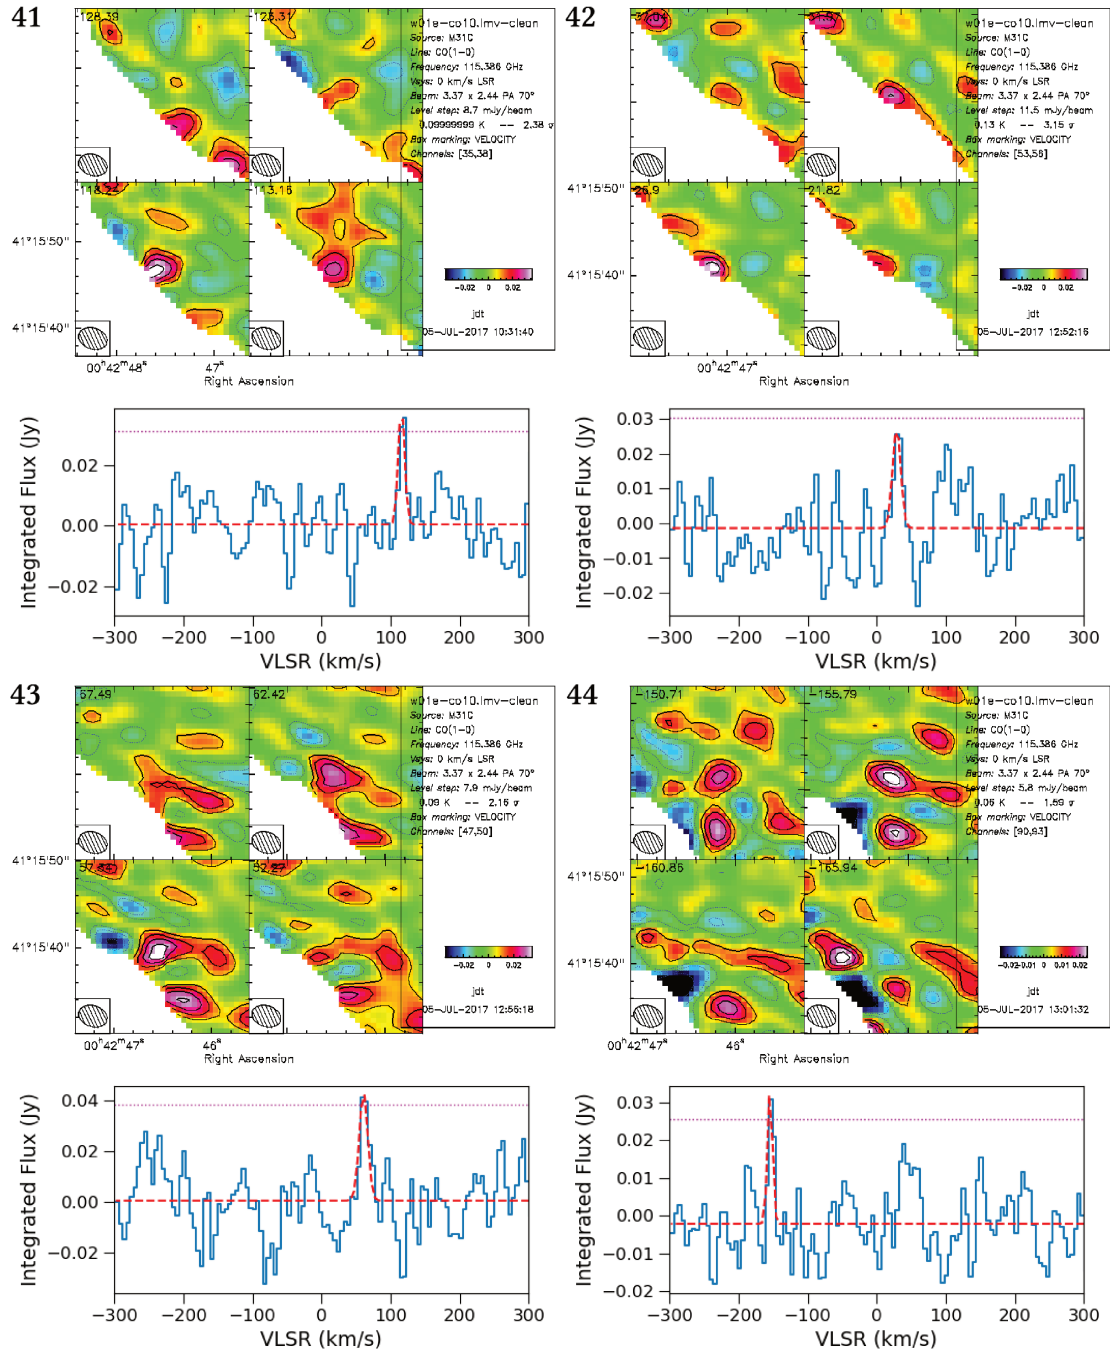 41
128.39
123.31
w01e-co10.lmv-clean
Source: M31C
Line: CO(1-0)
Frequency: 115.386 GHz
Vsys: 0 km/s LSR
Beam: 3.37 x 2.44 PA 70°
Level step: 8.7 mJy/beam
0.09999999 K -- 2.38 σ
Box marking: VELOCITY
Channels: [35,38]
118.24
113.16
41°15'50"
41°15'40"
-0.02 0 0.02
jdt
05-JUL-2017 10:31:40
00ʰ42ᵐ48ˢ 47ˢ
Right Ascension
Integrated Flux (Jy)
0.02
0.00
−0.02
−300 −200 −100 0 100 200 300
VLSR (km/s)
42
w01e-co10.lmv-clean
Source: M31C
Line: CO(1-0)
Frequency: 115.386 GHz
Vsys: 0 km/s LSR
Beam: 3.37 x 2.44 PA 70°
Level step: 11.5 mJy/beam
0.13 K -- 3.15 σ
Box marking: VELOCITY
Channels: [53,56]
26.9
21.82
41°15'50"
41°15'40"
-0.02 0 0.02
jdt
05-JUL-2017 12:52:16
00ʰ42ᵐ47ˢ
Right Ascension
Integrated Flux (Jy)
0.03
0.02
0.01
0.00
−0.01
−0.02
−300 −200 −100 0 100 200 300
VLSR (km/s)
43
67.49
62.42
w01e-co10.lmv-clean
Source: M31C
Line: CO(1-0)
Frequency: 115.386 GHz
Vsys: 0 km/s LSR
Beam: 3.37 x 2.44 PA 70°
Level step: 7.9 mJy/beam
0.09 K -- 2.16 σ
Box marking: VELOCITY
Channels: [47,50]
57.34
52.27
41°15'50"
41°15'40"
-0.02 0 0.02
jdt
05-JUL-2017 12:56:18
00ʰ42ᵐ47ˢ 46ˢ
Right Ascension
Integrated Flux (Jy)
0.04
0.02
0.00
−0.02
−300 −200 −100 0 100 200 300
VLSR (km/s)
44
-150.71
-155.79
w01e-co10.lmv-clean
Source: M31C
Line: CO(1-0)
Frequency: 115.386 GHz
Vsys: 0 km/s LSR
Beam: 3.37 x 2.44 PA 70°
Level step: 5.8 mJy/beam
0.06 K -- 1.59 σ
Box marking: VELOCITY
Channels: [90,93]
-160.86
-165.94
41°15'50"
41°15'40"
-0.02-0.01 0 0.01 0.02
jdt
05-JUL-2017 13:01:32
00ʰ42ᵐ47ˢ 46ˢ
Right Ascension
Integrated Flux (Jy)
0.03
0.02
0.01
0.00
−0.01
−0.02
−300 −200 −100 0 100 200 300
VLSR (km/s)